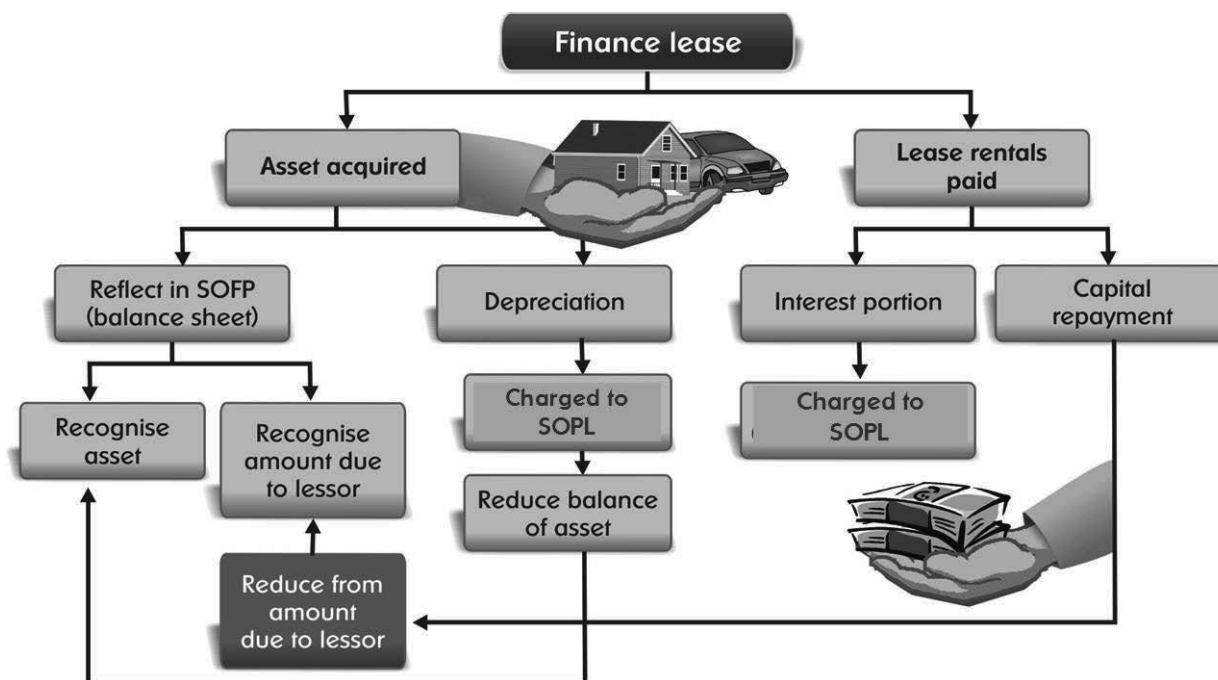 Finance lease
Asset acquired
Lease rentals
paid
Reflect in SOFP
(balance sheet)
Depreciation
Interest portion
Capital
repayment
Recognise
asset
Recognise
amount due
to lessor
Charged to
SOPL
Charged to
SOPL
Reduce balance
of asset
Reduce from
amount
due to lessor